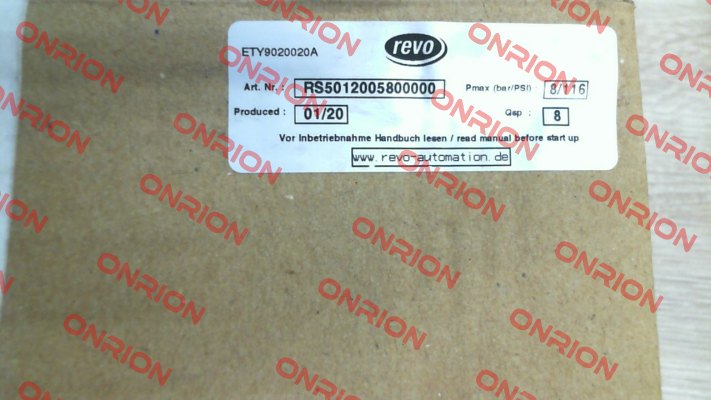 ETY9020020A revo
Art. Nr. : RS5012005800000 Pmax (bar/PSI) : 8/116
Produced : 01/20 Qsp : 8
Vor Inbetriebnahme Handbuch lesen / read manual before start up
www.revo-automation.de
ONRION